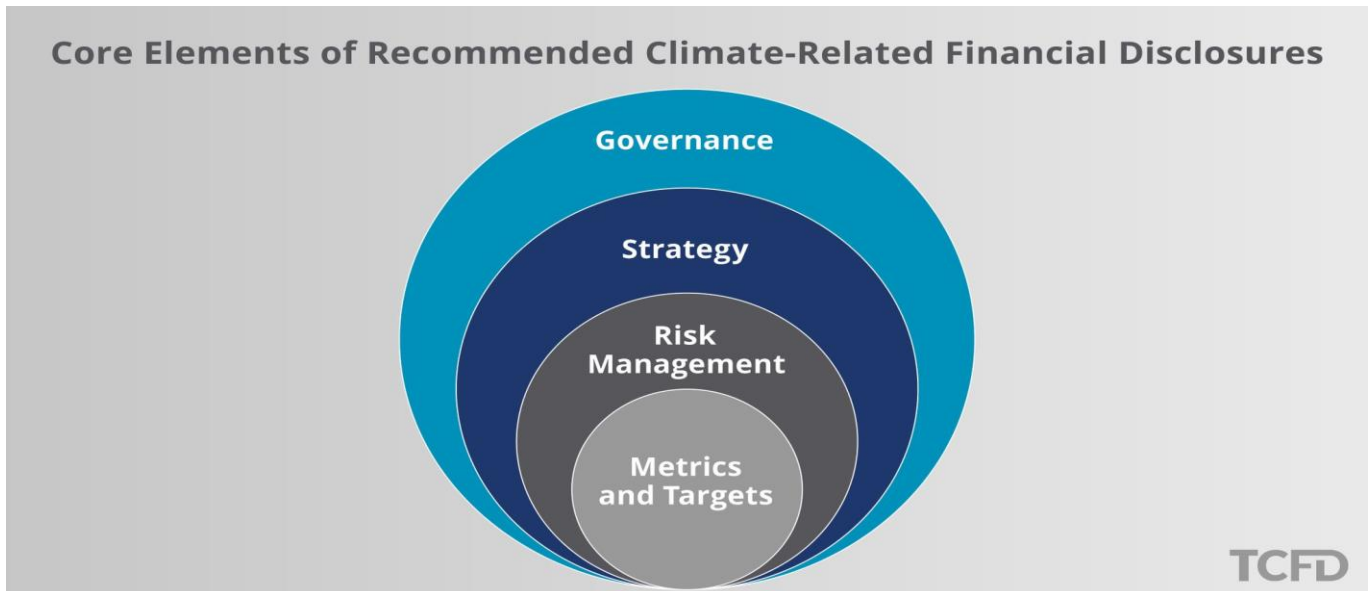 Core Elements of Recommended Climate-Related Financial Disclosures
Governance
Strategy
Risk
Management
Metrics
and Targets
TCFD